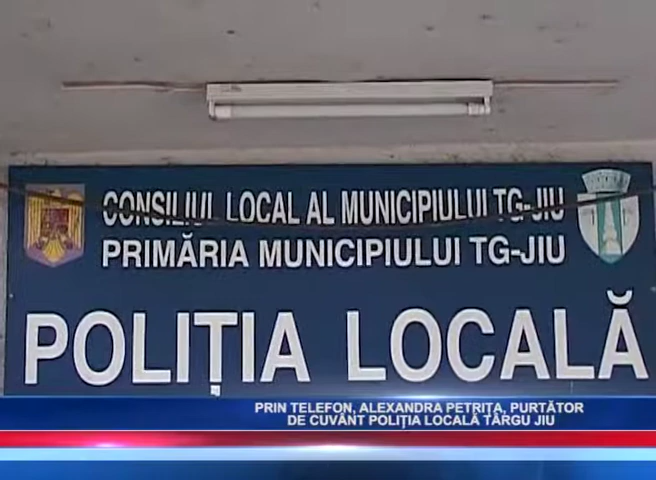 CONSILIUL LOCAL AL MUNICIPIULUI TG-JIU
PRIMĂRIA MUNICIPIULUI TG-JIU
POLIȚIA LOCALĂ
PRIN TELEFON, ALEXANDRA PETRIȚA, PURTĂTOR
DE CUVÂNT POLIȚIA LOCALĂ TÂRGU JIU